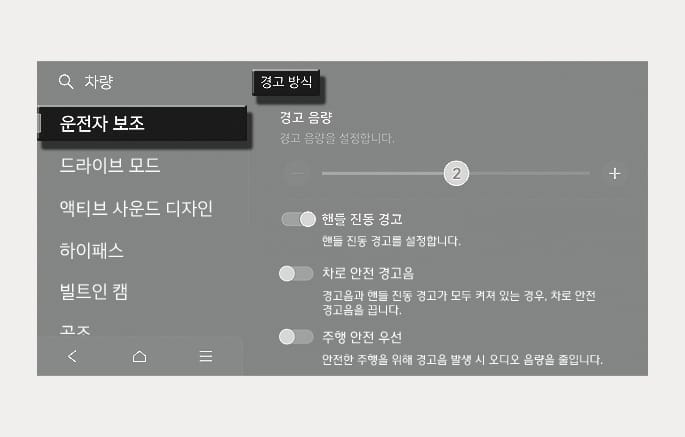 차량
운전자 보조
드라이브 모드
액티브 사운드 디자인
하이패스
빌트인 캠
공조
경고 방식
경고 음량
경고 음량을 설정합니다.
2
핸들 진동 경고
핸들 진동 경고를 설정합니다.
차로 안전 경고음
경고음과 핸들 진동 경고가 모두 켜져 있는 경우, 차로 안전
경고음을 끕니다.
주행 안전 우선
안전한 주행을 위해 경고음 발생 시 오디오 음량을 줄입니다.